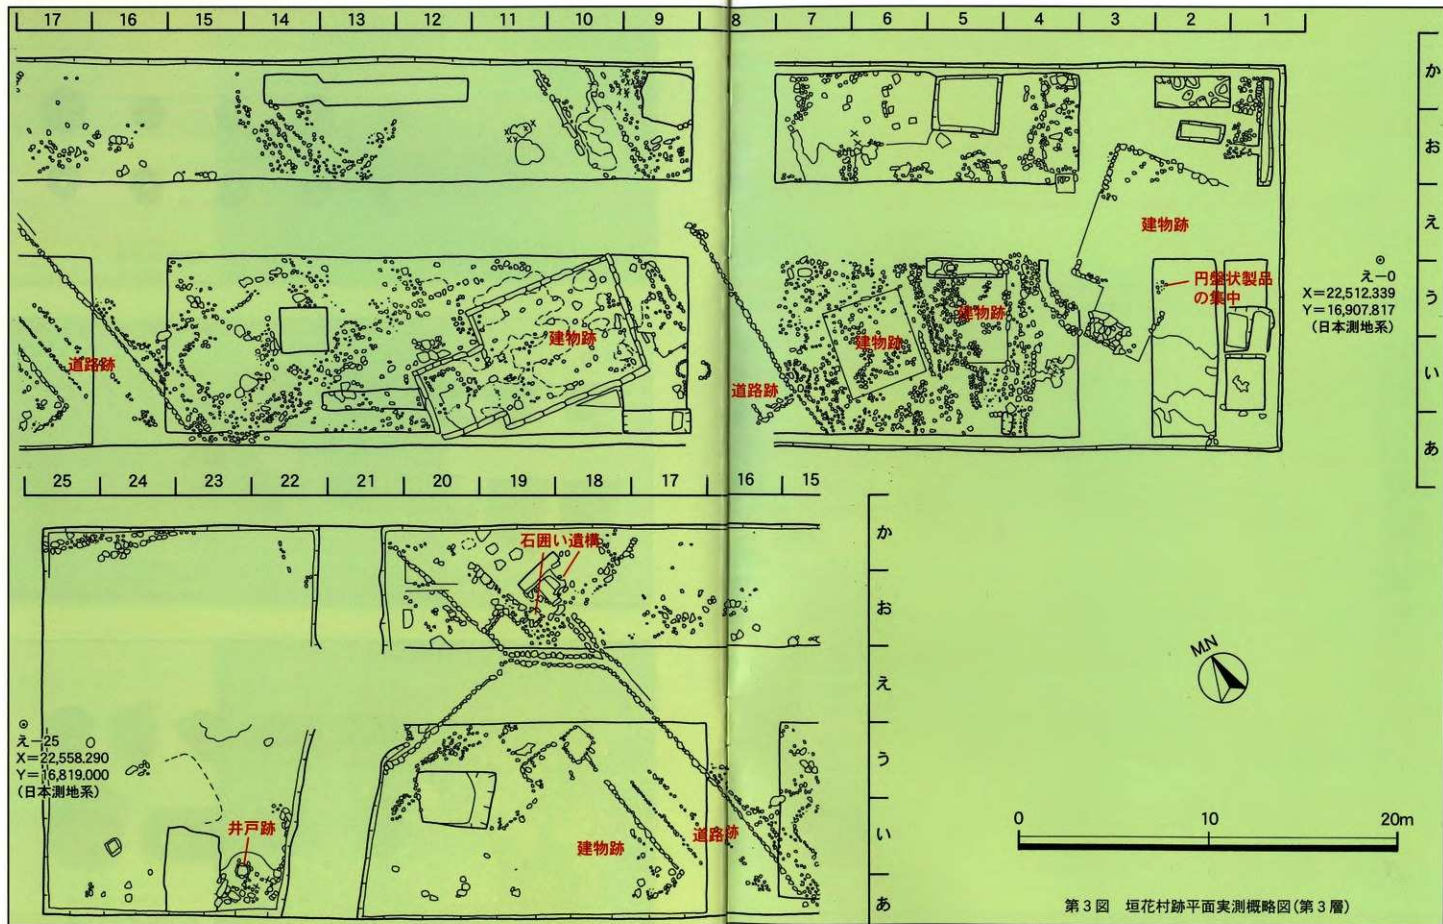 17 16 15 14 13 12 11 10 9 8 7 6 5 4 3 2 1
か
お
え
う
い
あ
建物跡
円盤状製品
の集中
え－0
X＝22,512.339
Y＝16,907.817
(日本測地系)
建物跡
建物跡
建物跡
道路跡
道路跡
25 24 23 22 21 20 19 18 17 16 15
か
お
え
う
い
あ
石囲い遺構
え－25
X＝22,558.290
Y＝16,819.000
(日本測地系)
井戸跡
建物跡
道路跡
M.N
0 10 20m
第3図 垣花村跡平面実測概略図(第3層)